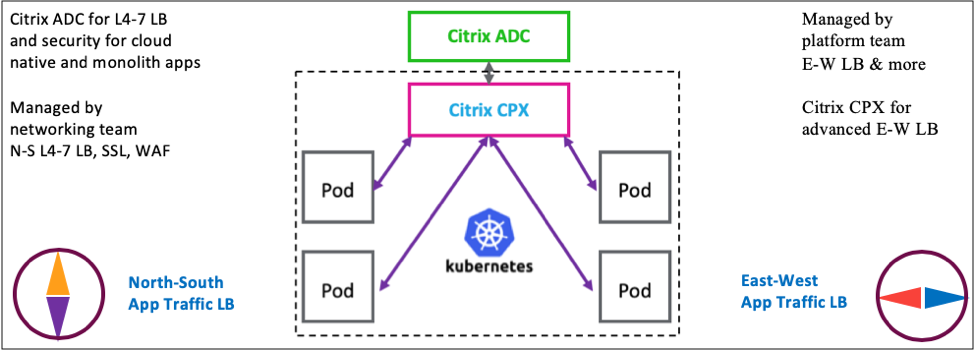 Citrix ADC for L4-7 LB
and security for cloud
native and monolith apps
Managed by
networking team
N-S L4-7 LB, SSL, WAF
Citrix ADC
Citrix CPX
Pod
Pod
Pod
Pod
kubernetes
Managed by
platform team
E-W LB & more
Citrix CPX for
advanced E-W LB
North-South
App Traffic LB
East-West
App Traffic LB